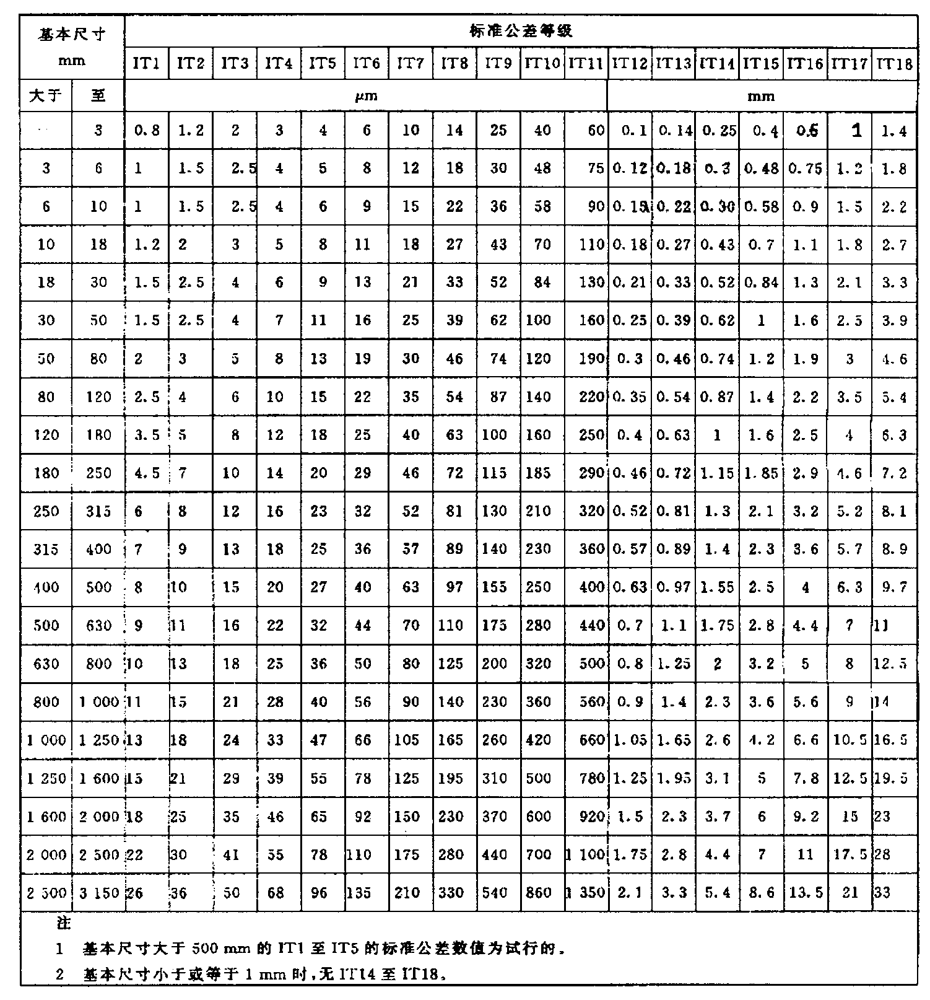 基本尺寸 mm 标准公差等级
IT1 IT2 IT3 IT4 IT5 IT6 IT7 IT8 IT9 IT10 IT11 IT12 IT13 IT14 IT15 IT16 IT17 IT18
大于 至 μm mm
3 0.8 1.2 2 3 4 6 10 14 25 40 60 0.1 0.14 0.25 0.4 0.6 1 1.4
3 6 1 1.5 2.5 4 5 8 12 18 30 48 75 0.12 0.18 0.3 0.48 0.75 1.2 1.8
6 10 1 1.5 2.5 4 6 9 15 22 36 58 90 0.15 0.22 0.36 0.58 0.9 1.5 2.2
10 18 1.2 2 3 5 8 11 18 27 43 70 110 0.18 0.27 0.43 0.7 1.1 1.8 2.7
18 30 1.5 2.5 4 6 9 13 21 33 52 84 130 0.21 0.33 0.52 0.84 1.3 2.1 3.3
30 50 1.5 2.5 4 7 11 16 25 39 62 100 160 0.25 0.39 0.62 1 1.6 2.5 3.9
50 80 2 3 5 8 13 19 30 46 74 120 190 0.3 0.46 0.74 1.2 1.9 3 4.6
80 120 2.5 4 6 10 15 22 35 54 87 140 220 0.35 0.54 0.87 1.4 2.2 3.5 5.4
120 180 3.5 5 8 12 18 25 40 63 100 160 250 0.4 0.63 1 1.6 2.5 4 6.3
180 250 4.5 7 10 14 20 29 46 72 115 185 290 0.46 0.72 1.15 1.85 2.9 4.6 7.2
250 315 6 8 12 16 23 32 52 81 130 210 320 0.52 0.81 1.3 2.1 3.2 5.2 8.1
315 400 7 9 13 18 25 36 57 89 140 230 360 0.57 0.89 1.4 2.3 3.6 5.7 8.9
400 500 8 10 15 20 27 40 63 97 155 250 400 0.63 0.97 1.55 2.5 4 6.3 9.7
500 630 9 11 16 22 32 44 70 110 175 280 440 0.7 1.1 1.75 2.8 4.4 7 11
630 800 10 13 18 25 36 50 80 125 200 320 500 0.8 1.25 2 3.2 5 8 12.5
800 1 000 11 15 21 28 40 56 90 140 230 360 560 0.9 1.4 2.3 3.6 5.6 9 14
1 000 1 250 13 18 24 33 47 66 105 165 260 420 660 1.05 1.65 2.6 4.2 6.6 10.5 16.5
1 250 1 600 15 21 29 39 55 78 125 195 310 500 780 1.25 1.95 3.1 5 7.8 12.5 19.5
1 600 2 000 18 25 35 46 65 92 150 230 370 600 920 1.5 2.3 3.7 6 9.2 15 23
2 000 2 500 22 30 41 55 78 110 175 280 440 700 1 100 1.75 2.8 4.4 7 11 17.5 28
2 500 3 150 26 36 50 68 96 135 210 330 540 860 1 350 2.1 3.3 5.4 8.6 13.5 21 33
注
1 基本尺寸大于 500 mm 的 IT1 至 IT5 的标准公差数值为试行的。
2 基本尺寸小于或等于 1 mm 时,无 IT14 至 IT18。